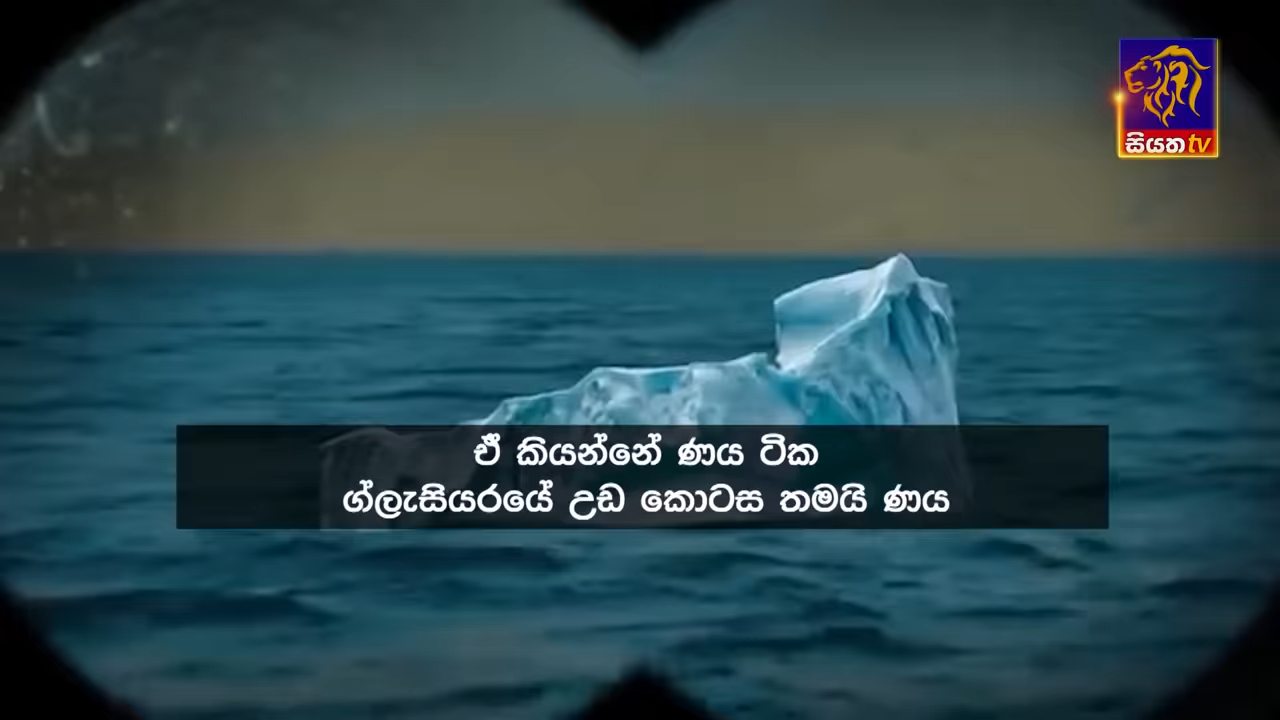 සියත tv
ඒ කියන්නේ ණය ටික
ග්ලැසියරයේ උඩ කොටස තමයි ණය